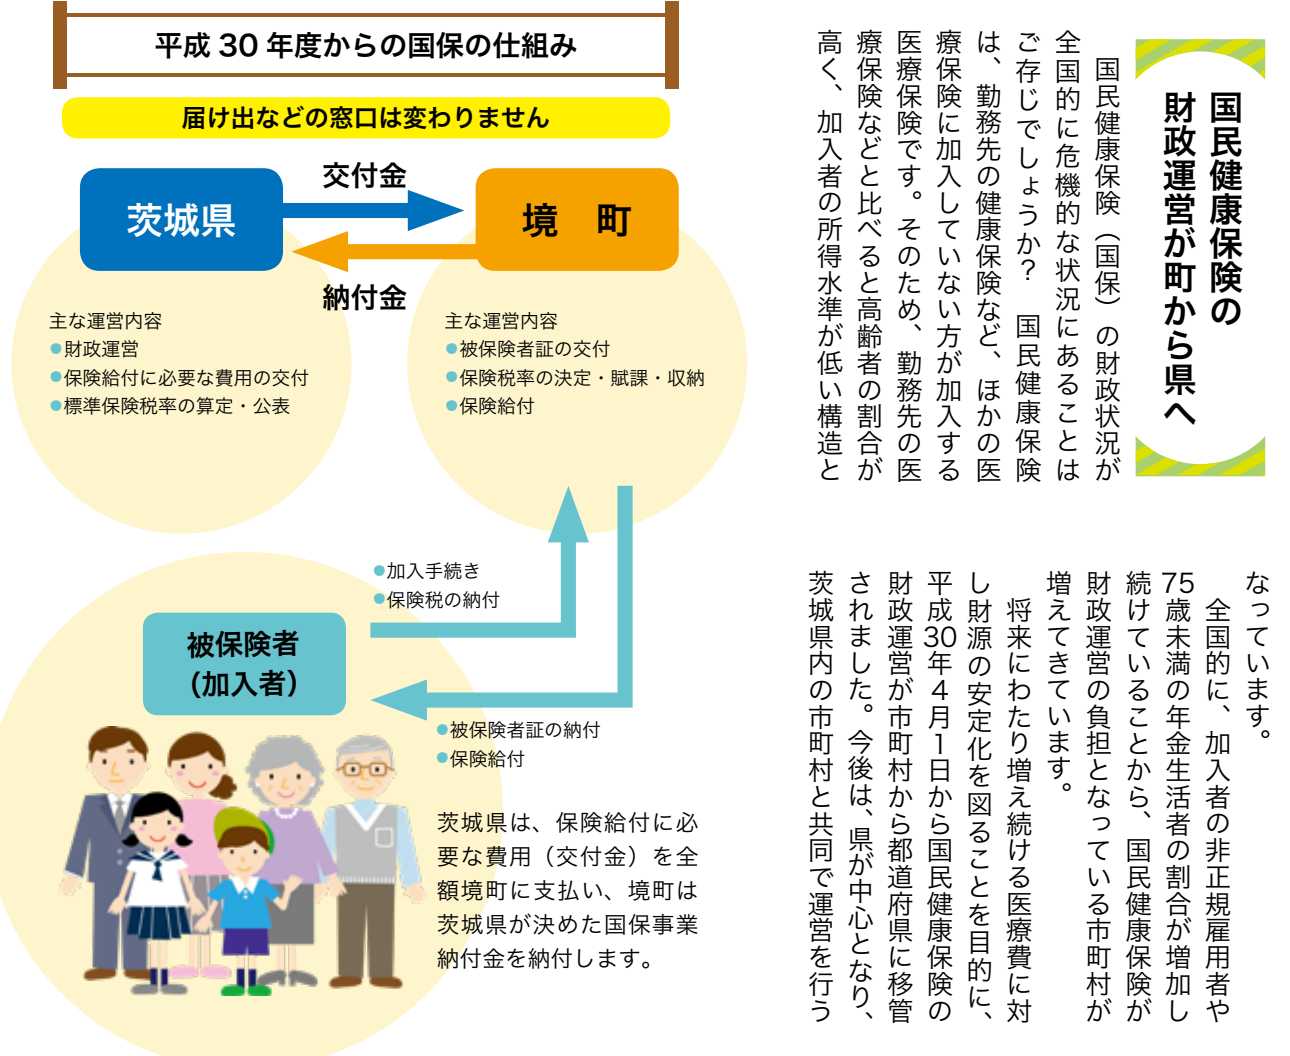 平成 30 年度からの国保の仕組み
届け出などの窓口は変わりません
茨城県
交付金
境　町
納付金
主な運営内容
●財政運営
●保険給付に必要な費用の交付
●標準保険税率の算定・公表
主な運営内容
●被保険者証の交付
●保険税率の決定・賦課・収納
●保険給付
●加入手続き
●保険税の納付
被保険者
（加入者）
●被保険者証の納付
●保険給付
茨城県は、保険給付に必
要な費用（交付金）を全
額境町に支払い、境町は
茨城県が決めた国保事業
納付金を納付します。
国民健康保険の
財政運営が町から県へ
国民健康保険（国保）の財政状況が
全国的に危機的な状況にあることは
ご存じでしょうか？　国民健康保険
は、勤務先の健康保険など、ほかの医
療保険に加入していない方が加入する
医療保険です。そのため、勤務先の医
療保険などと比べると高齢者の割合が
高く、加入者の所得水準が低い構造と
なっています。
全国的に、加入者の非正規雇用者や
75歳未満の年金生活者の割合が増加し
続けていることから、国民健康保険が
財政運営の負担となっている市町村が
増えてきています。
将来にわたり増え続ける医療費に対
し財源の安定化を図ることを目的に、
平成30年４月１日から国民健康保険の
財政運営が市町村から都道府県に移管
されました。今後は、県が中心となり、
茨城県内の市町村と共同で運営を行う